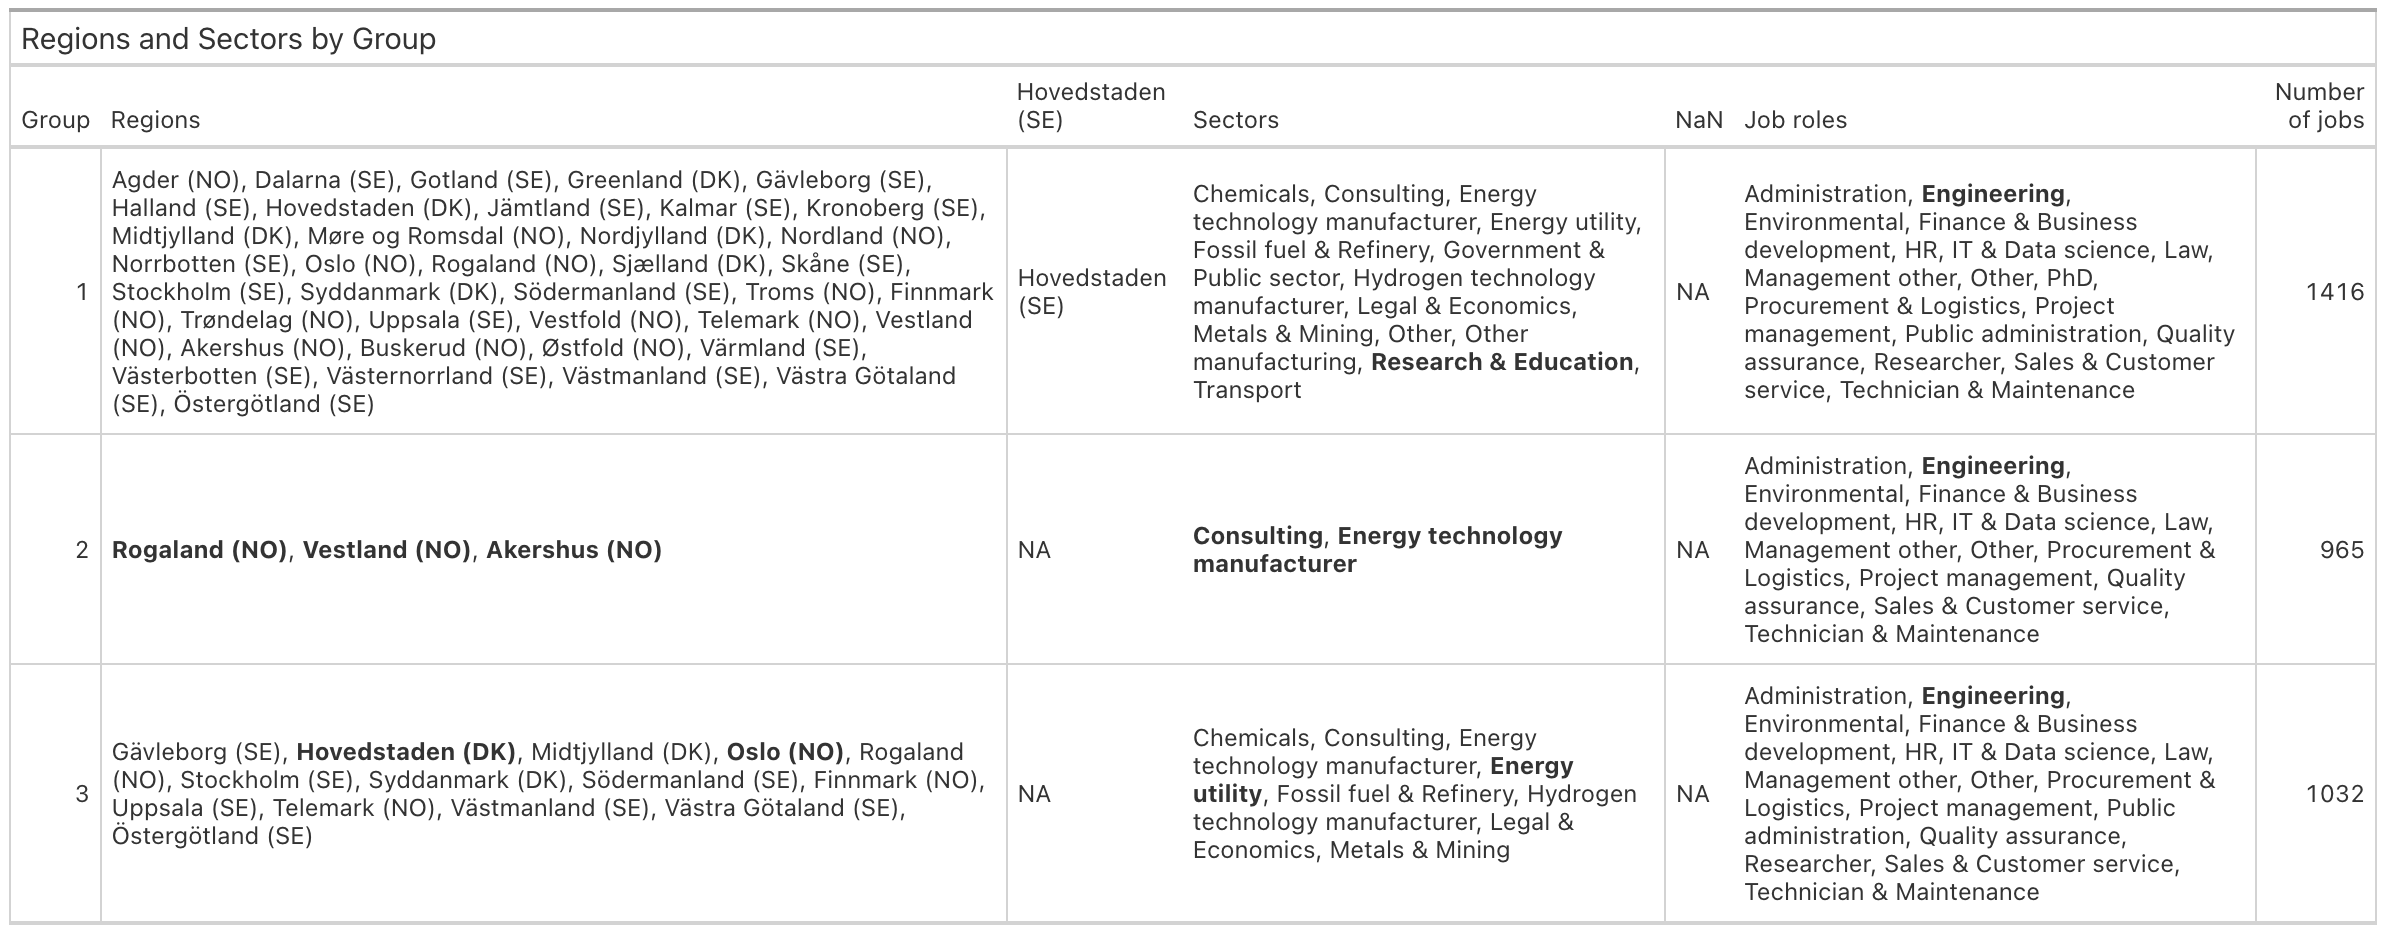 Regions and Sectors by Group
Group Regions Hovedstaden (SE) Sectors NaN Job roles Number of jobs
1
Agder (NO), Dalarna (SE), Gotland (SE), Greenland (DK), Gävleborg (SE),
Halland (SE), Hovedstaden (DK), Jämtland (SE), Kalmar (SE), Kronoberg (SE),
Midtjylland (DK), Møre og Romsdal (NO), Nordjylland (DK), Nordland (NO),
Norrbotten (SE), Oslo (NO), Rogaland (NO), Sjælland (DK), Skåne (SE),
Stockholm (SE), Syddanmark (DK), Södermanland (SE), Troms (NO), Finnmark
(NO), Trøndelag (NO), Uppsala (SE), Vestfold (NO), Telemark (NO), Vestland
(NO), Akershus (NO), Buskerud (NO), Østfold (NO), Värmland (SE),
Västerbotten (SE), Västernorrland (SE), Västmanland (SE), Västra Götaland
(SE), Östergötland (SE)
Hovedstaden
(SE)
Chemicals, Consulting, Energy
technology manufacturer, Energy utility,
Fossil fuel & Refinery, Government &
Public sector, Hydrogen technology
manufacturer, Legal & Economics,
Metals & Mining, Other, Other
manufacturing, Research & Education,
Transport
NA
Administration, Engineering,
Environmental, Finance & Business
development, HR, IT & Data science, Law,
Management other, Other, PhD,
Procurement & Logistics, Project
management, Public administration, Quality
assurance, Researcher, Sales & Customer
service, Technician & Maintenance
1416
2
Rogaland (NO), Vestland (NO), Akershus (NO)
NA
Consulting, Energy technology
manufacturer
NA
Administration, Engineering,
Environmental, Finance & Business
development, HR, IT & Data science, Law,
Management other, Other, Procurement &
Logistics, Project management, Quality
assurance, Sales & Customer service,
Technician & Maintenance
965
3
Gävleborg (SE), Hovedstaden (DK), Midtjylland (DK), Oslo (NO), Rogaland
(NO), Stockholm (SE), Syddanmark (DK), Södermanland (SE), Finnmark (NO),
Uppsala (SE), Telemark (NO), Västmanland (SE), Västra Götaland (SE),
Östergötland (SE)
NA
Chemicals, Consulting, Energy
technology manufacturer, Energy
utility, Fossil fuel & Refinery, Hydrogen
technology manufacturer, Legal &
Economics, Metals & Mining
NA
Administration, Engineering,
Environmental, Finance & Business
development, HR, IT & Data science, Law,
Management other, Other, Procurement &
Logistics, Project management, Public
administration, Quality assurance,
Researcher, Sales & Customer service,
Technician & Maintenance
1032